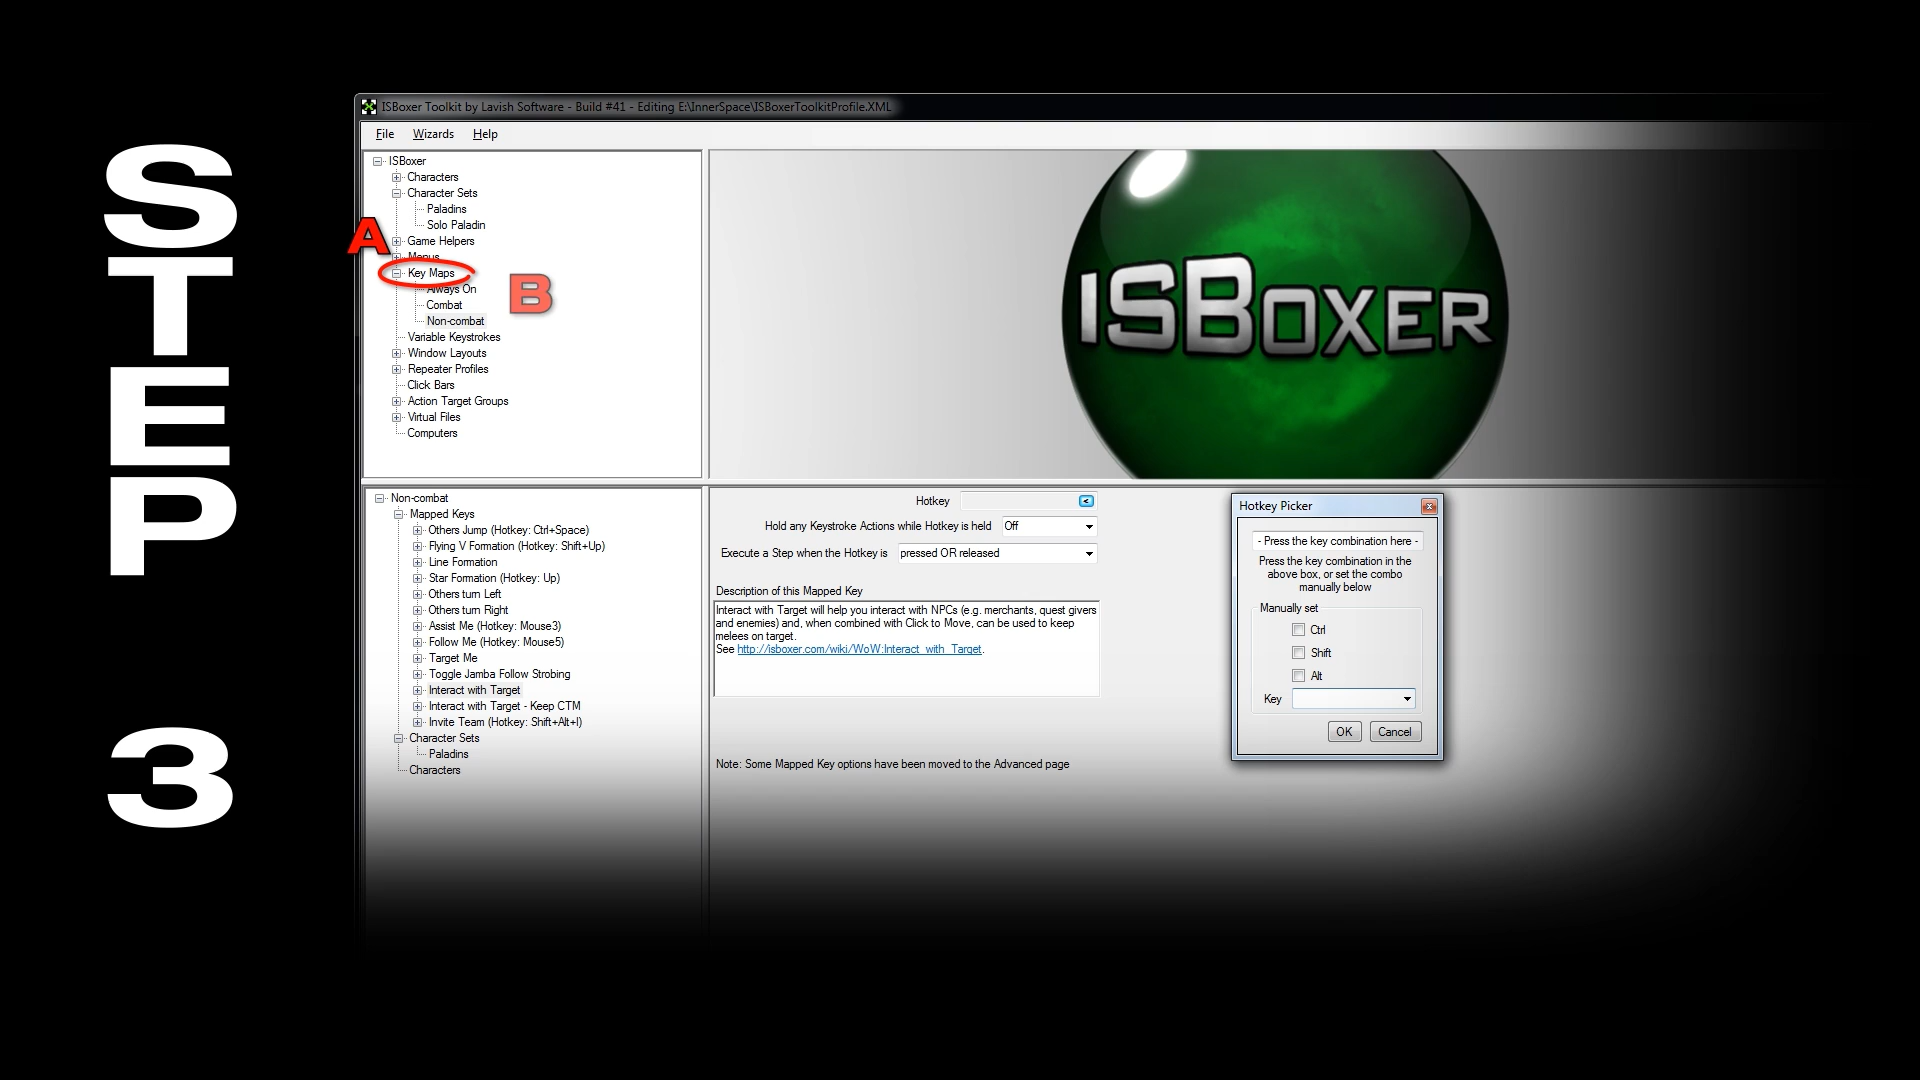 STEP 3
ISBoxer Toolkit by Lavish Software - Build #41 - Editing E:\InnerSpace\ISBoxerToolkitProfile.XML
File Wizards Help
ISBoxer
Characters
Character Sets
Paladins
Solo Paladin
A
Game Helpers
Menus
Key Maps
Always On
B
Combat
Non-combat
Variable Keystrokes
Window Layouts
Repeater Profiles
Click Bars
Action Target Groups
Virtual Files
Computers
ISBOXER
Non-combat
Mapped Keys
Others Jump (Hotkey: Ctrl+Space)
Flying V Formation (Hotkey: Shift+Up)
Line Formation
Star Formation (Hotkey: Up)
Others turn Left
Others turn Right
Assist Me (Hotkey: Mouse3)
Follow Me (Hotkey: Mouse5)
Target Me
Toggle Jamba Follow Strobing
Interact with Target
Interact with Target - Keep CTM
Invite Team (Hotkey: Shift+Alt+I)
Character Sets
Paladins
Characters
Hotkey <
Hold any Keystroke Actions while Hotkey is held Off
Execute a Step when the Hotkey is pressed OR released
Description of this Mapped Key
Interact with Target will help you interact with NPCs (e.g. merchants, quest givers
and enemies) and, when combined with Click to Move, can be used to keep
melees on target.
See http://isboxer.com/wiki/WoW:Interact_with_Target.
Note: Some Mapped Key options have been moved to the Advanced page
Hotkey Picker
- Press the key combination here -
Press the key combination in the
above box, or set the combo
manually below
Manually set
Ctrl
Shift
Alt
Key
OK Cancel